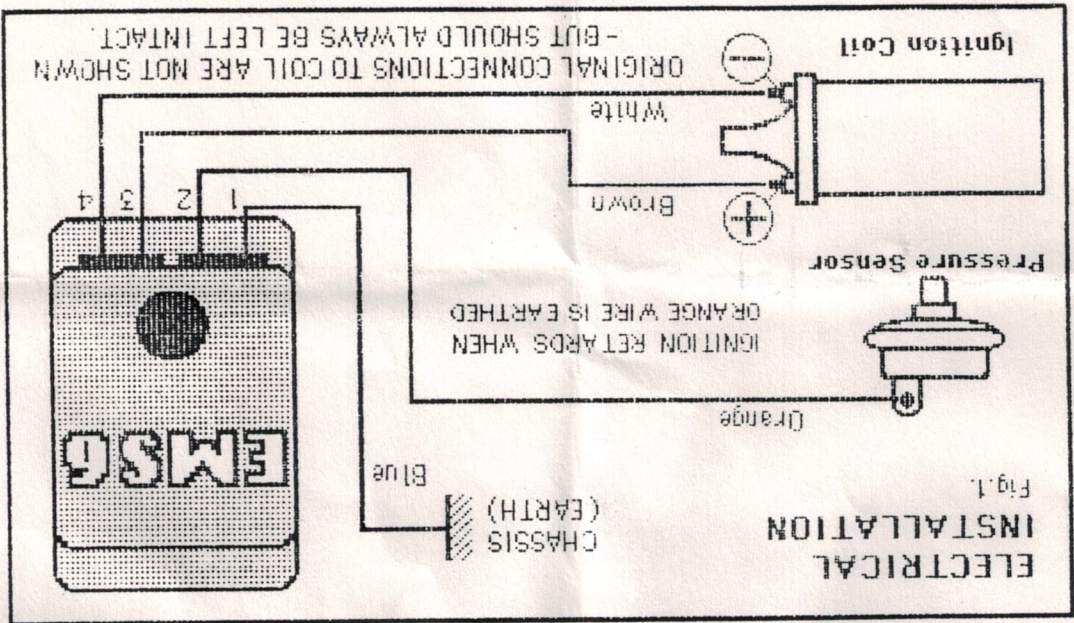 ELECTRICAL
INSTALLATION
Fig.1.
CHASSIS
(EARTH)
Blue
EMS6
Orange
IGNITION RETARDS WHEN
ORANGE WIRE IS EARTHED
Pressure Sensor
+
Brown
1 2 3 4
White
-
Ignition Coil
ORIGINAL CONNECTIONS TO COIL ARE NOT SHOWN
- BUT SHOULD ALWAYS BE LEFT INTACT.